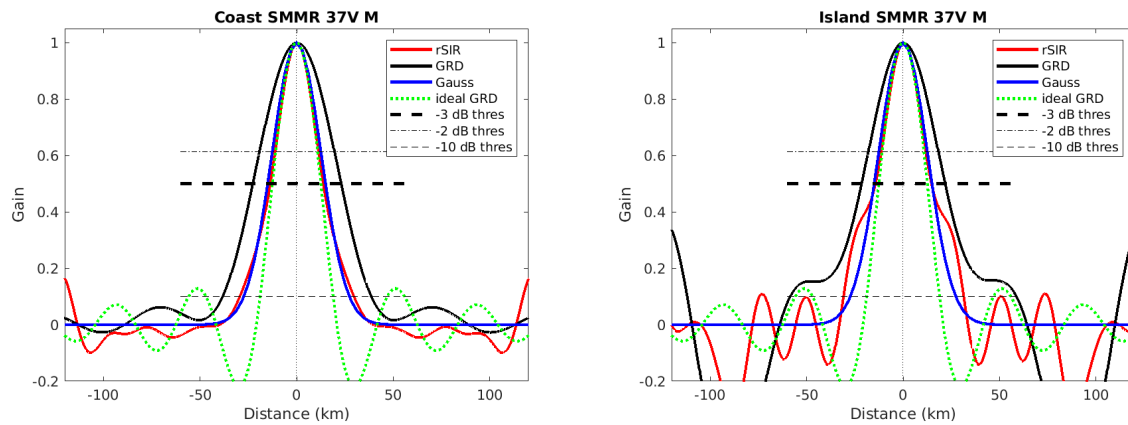 Coast SMMR 37V M
1
0.8
0.6
0.4
0.2
0
-0.2
Gain
-100
-50
0
50
100
Distance (km)
rSIR
GRD
Gauss
ideal GRD
-3 dB thres
-2 dB thres
-10 dB thres
Island SMMR 37V M
1
0.8
0.6
0.4
0.2
0
-0.2
Gain
-100
-50
0
50
100
Distance (km)
rSIR
GRD
Gauss
ideal GRD
-3 dB thres
-2 dB thres
-10 dB thres